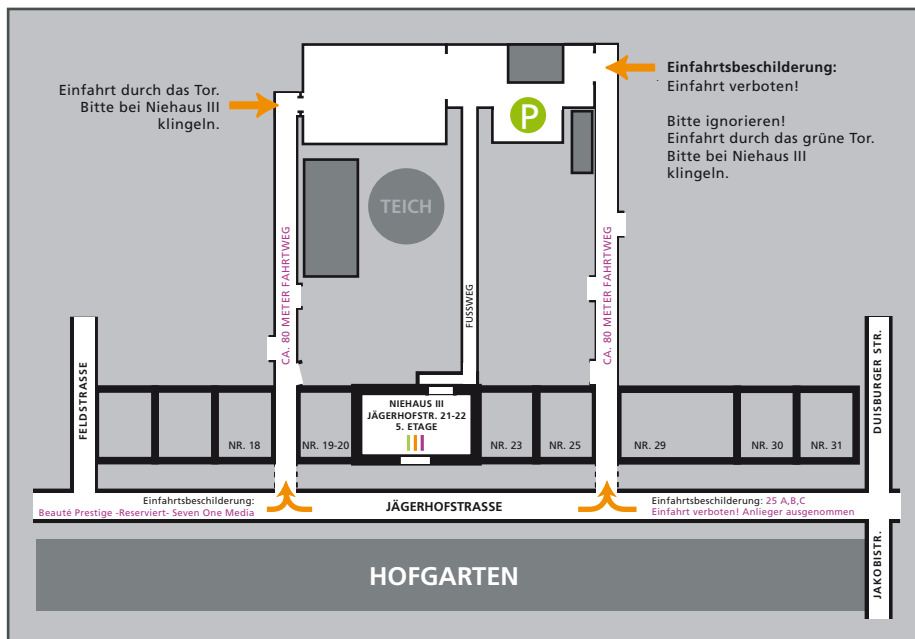 Einfahrt durch das Tor.
Bitte bei Niehaus III
klingeln.
Einfahrtsbeschilderung:
Einfahrt verboten!
Bitte ignorieren!
Einfahrt durch das grüne Tor.
Bitte bei Niehaus III
klingeln.
P
TEICH
CA. 80 METER FAHRTWEG
FUSSWEG
CA. 80 METER FAHRTWEG
FELDSTRASSE
DUISBURGER STR.
NIEHAUS III
JÄGERHOFSTR. 21-22
5. ETAGE
NR. 18
NR. 19-20
NR. 23
NR. 25
NR. 29
NR. 30
NR. 31
Einfahrtsbeschilderung:
Beauté Prestige -Reserviert- Seven One Media
JÄGERHOFSTRASSE
Einfahrtsbeschilderung: 25 A,B,C
Einfahrt verboten! Anlieger ausgenommen
HOFGARTEN
JAKOBISTR.